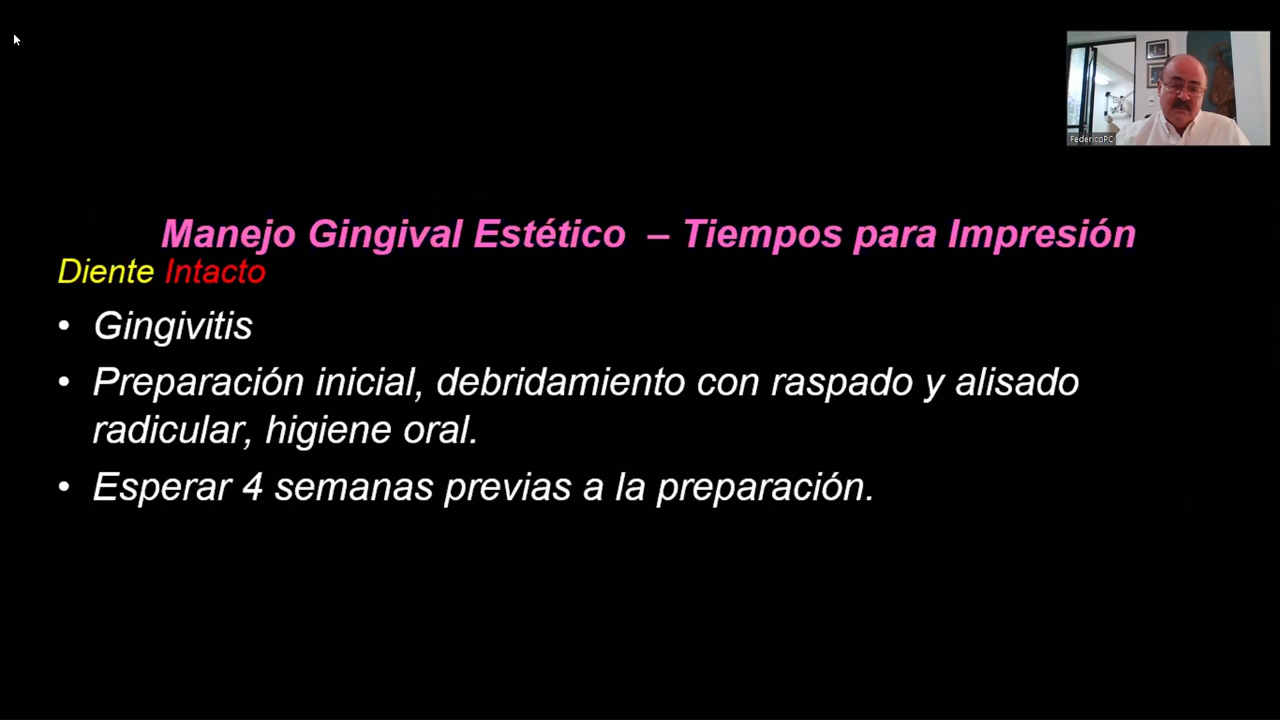 FedericoPC
Manejo Gingival Estético – Tiempos para Impresión
Diente Intacto
• Gingivitis
• Preparación inicial, debridamiento con raspado y alisado
radicular, higiene oral.
• Esperar 4 semanas previas a la preparación.